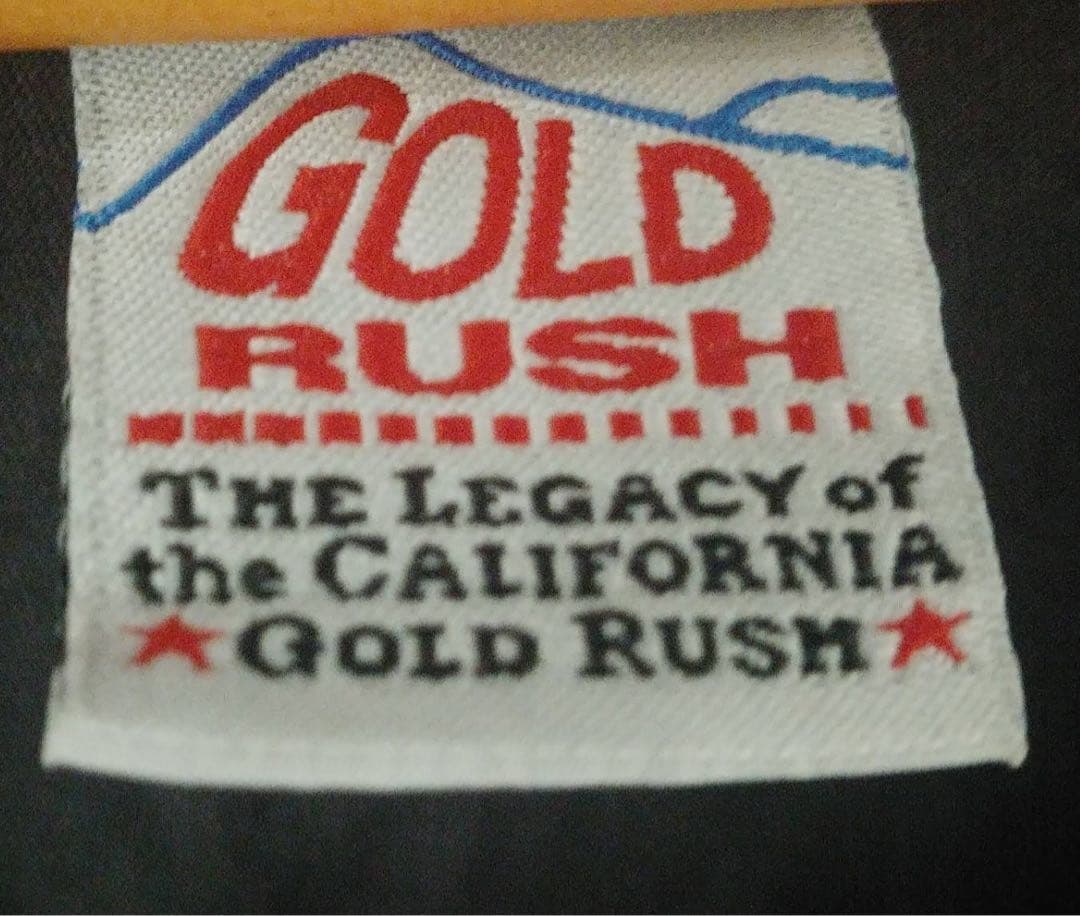 GOLD
RUSH
THE LEGACY of
the CALIFORNIA
★GOLD RUSH★